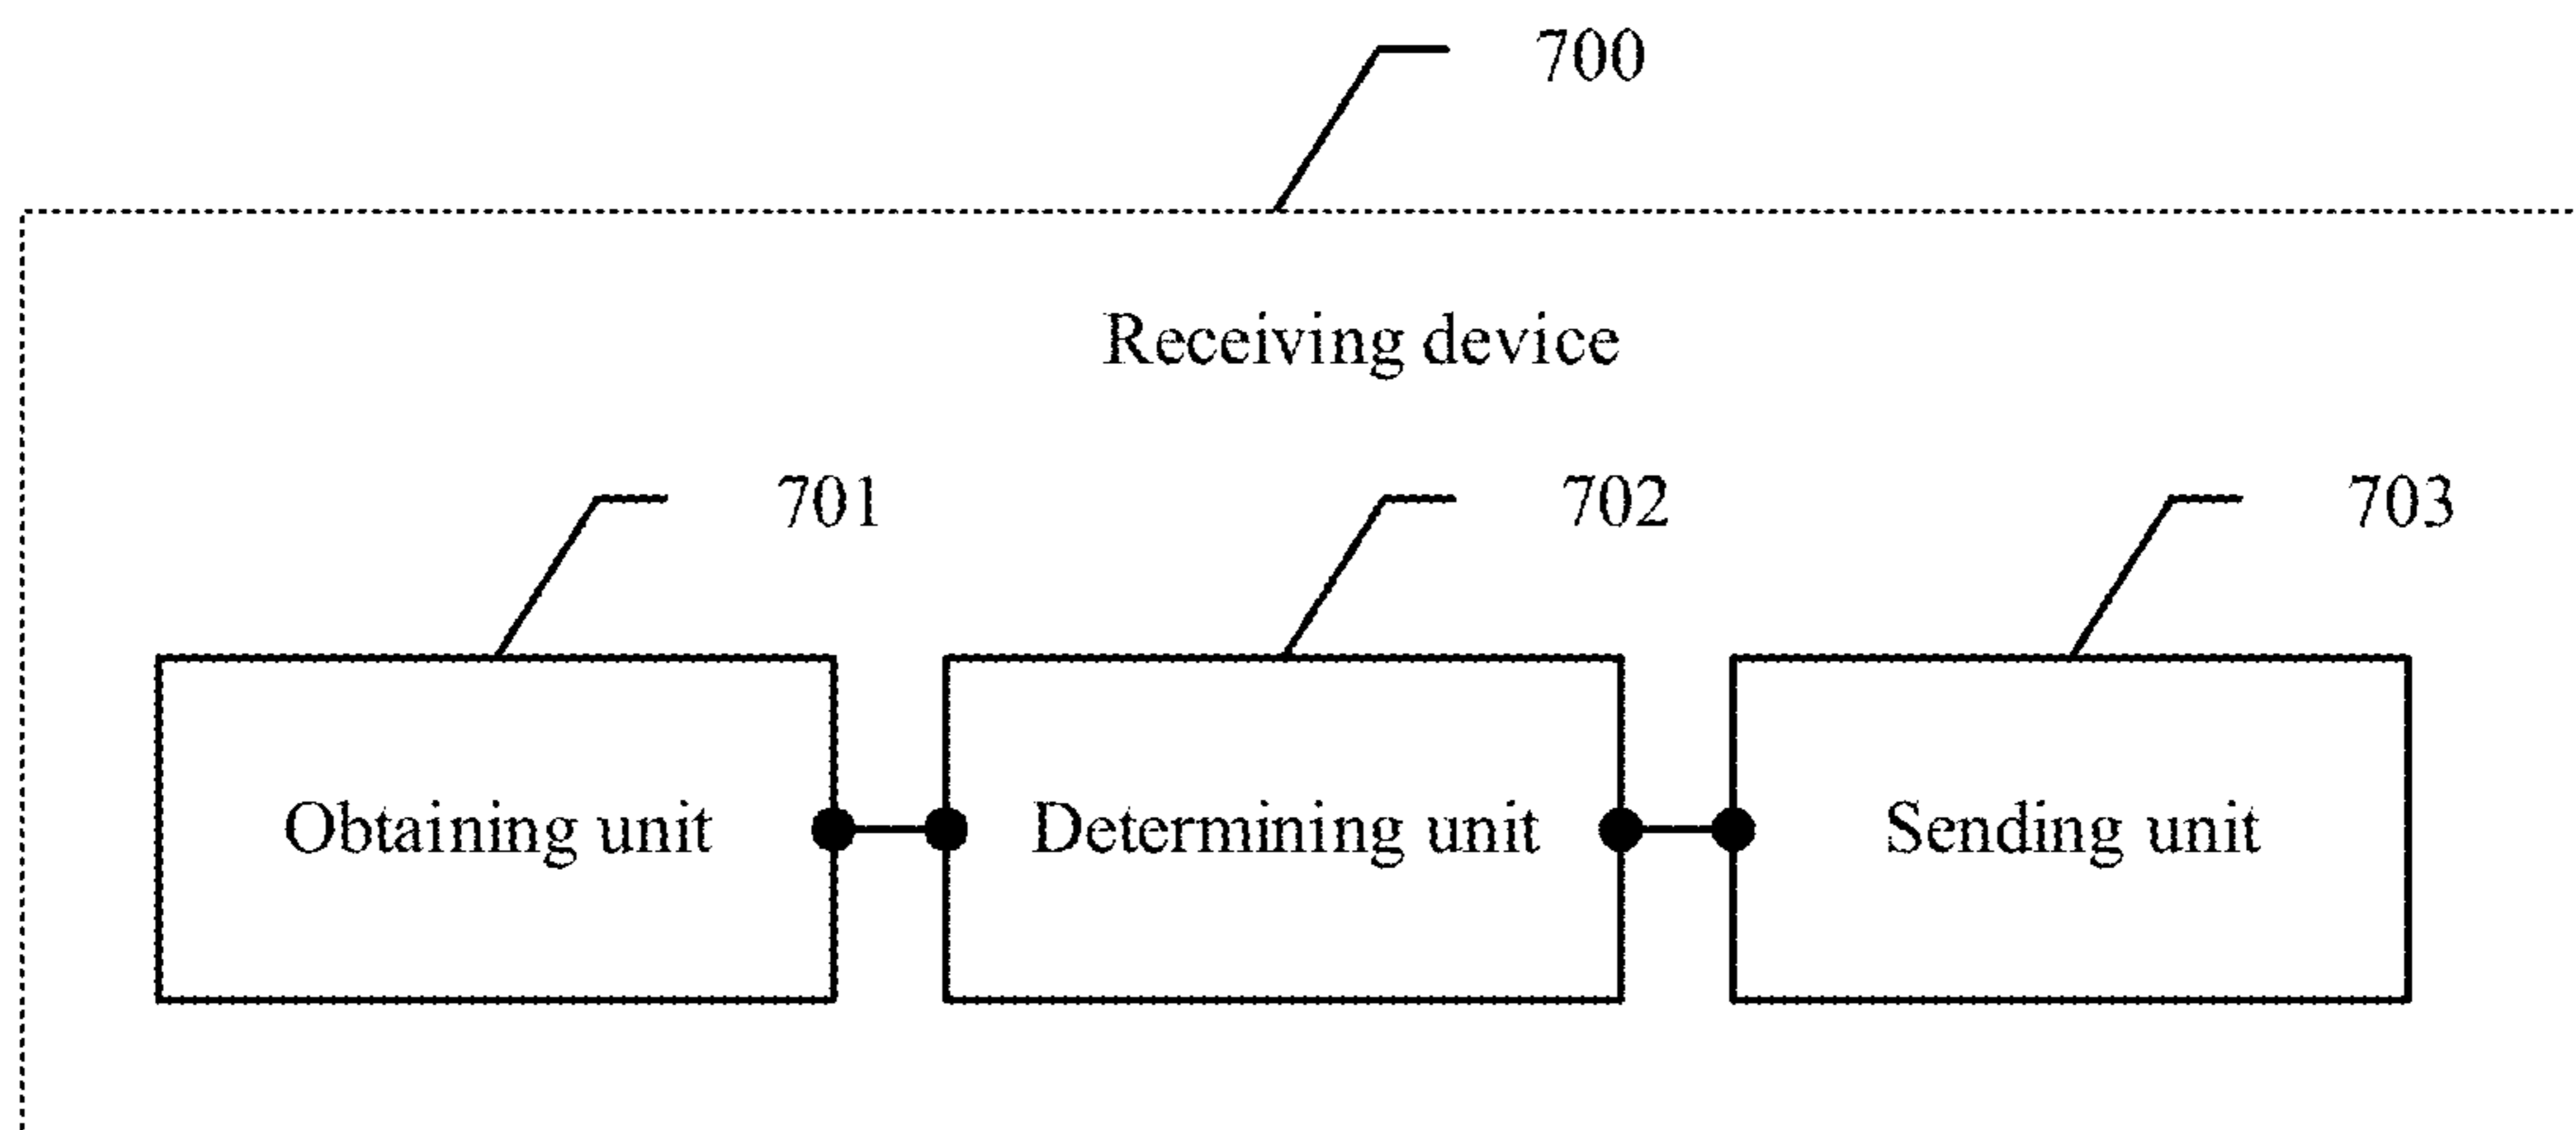 700
Receiving device
701 702 703
Obtaining unit Determining unit Sending unit